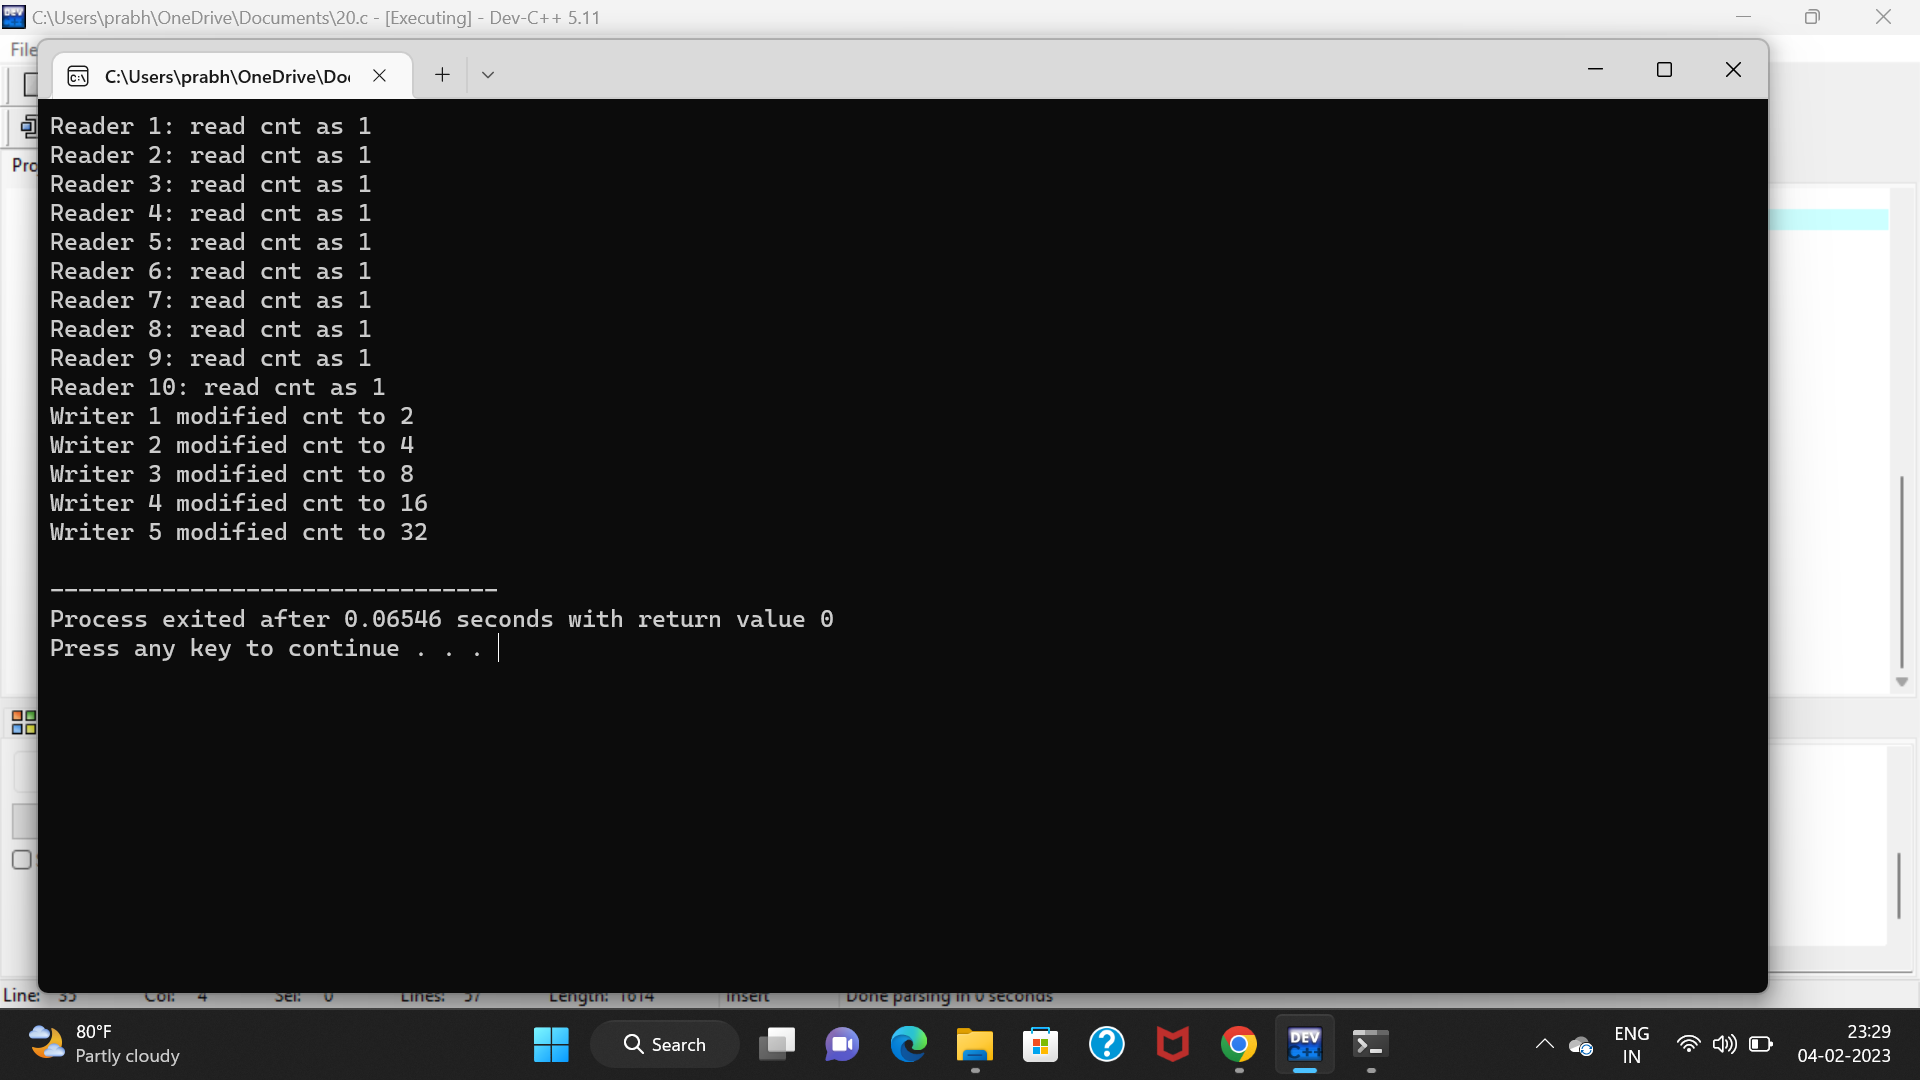 C:\Users\prabh\OneDrive\Documents\20.c - [Executing] - Dev-C++ 5.11
File
C:\Users\prabh\OneDrive\Do
Reader 1: read cnt as 1
Reader 2: read cnt as 1
Pro
Reader 3: read cnt as 1
Reader 4: read cnt as 1
Reader 5: read cnt as 1
Reader 6: read cnt as 1
Reader 7: read cnt as 1
Reader 8: read cnt as 1
Reader 9: read cnt as 1
Reader 10: read cnt as 1
Writer 1 modified cnt to 2
Writer 2 modified cnt to 4
Writer 3 modified cnt to 8
Writer 4 modified cnt to 16
Writer 5 modified cnt to 32
--------------------------------
Process exited after 0.06546 seconds with return value 0
Press any key to continue . . .
Line: 35 Col: 4 Sel: 0 Lines: 57 Length: 1614 Insert Done parsing in 0 seconds
80°F
Partly cloudy
Search
DEV
C++
ENG
IN
23:29
04-02-2023